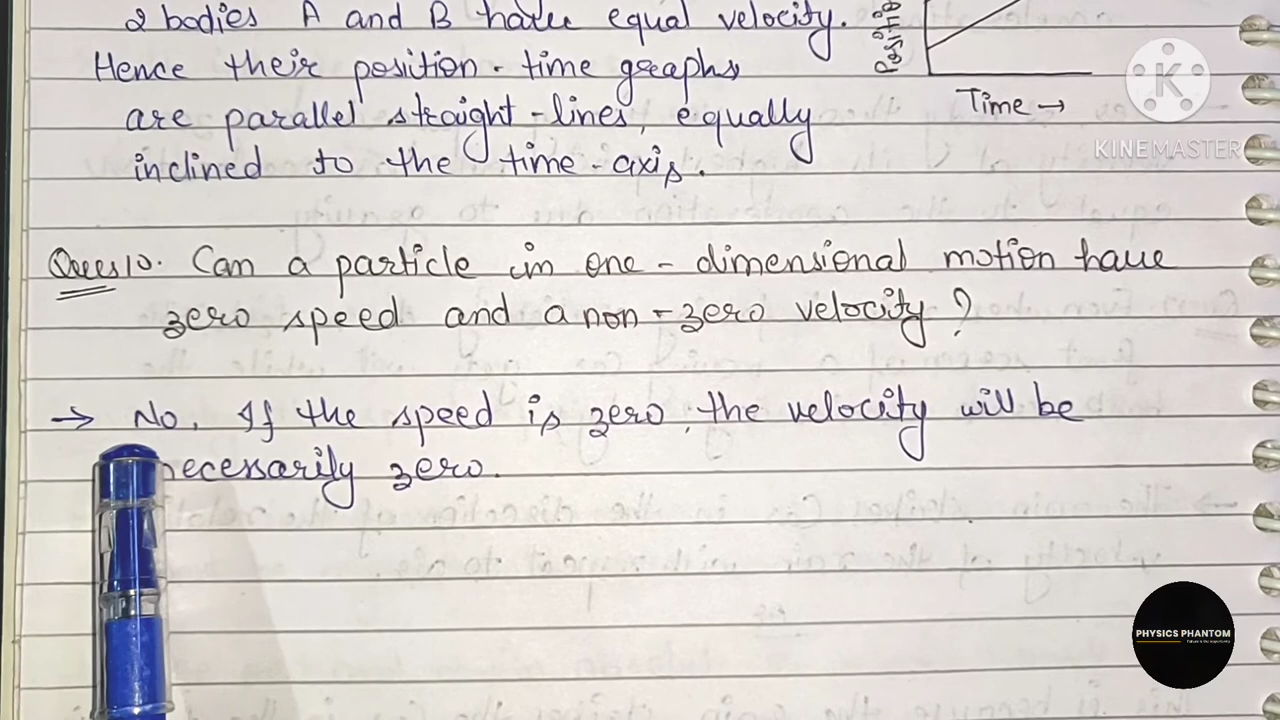 2 bodies A and B have equal velocity.
Hence their position - time graphs
are parallel straight - lines, equally
inclined to the time - axis.
Time →
K
KINEMASTER
Ques10. Can a particle in one - dimensional motion have
zero speed and a non - zero velocity?
→ No. If the speed is zero, the velocity will be
necessarily zero.
PHYSICS PHANTOM